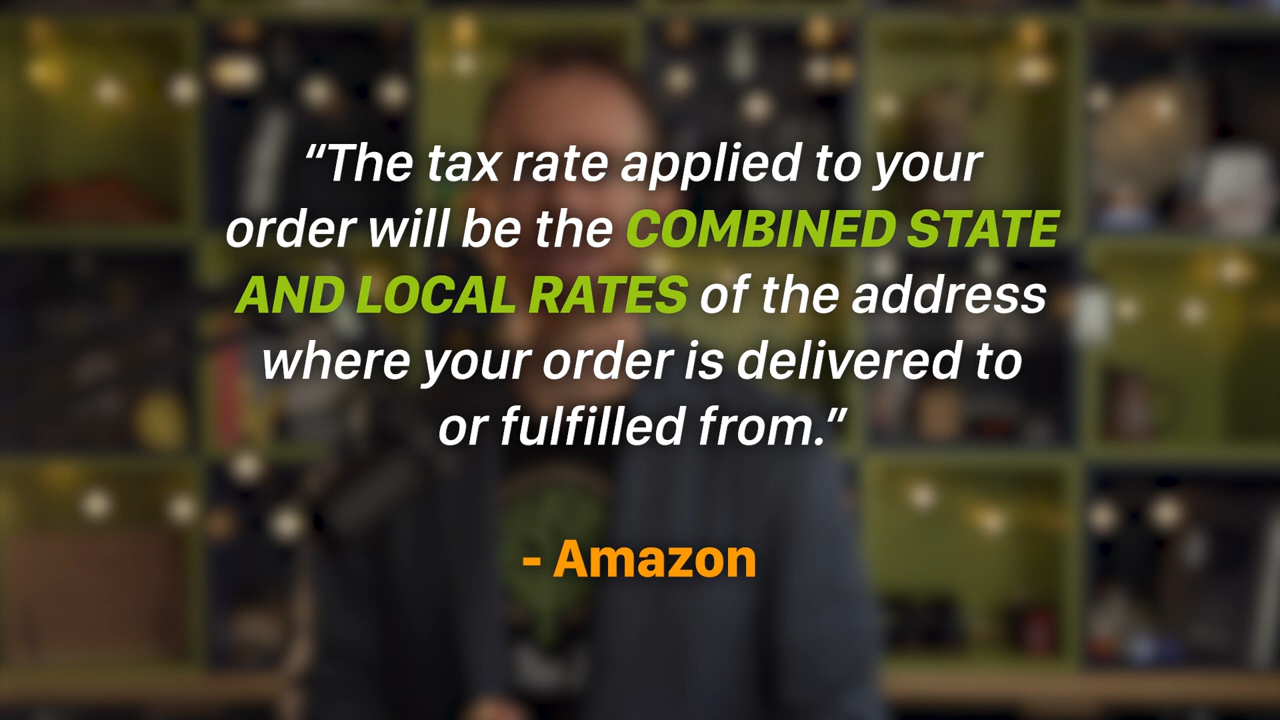 “The tax rate applied to your
order will be the COMBINED STATE
AND LOCAL RATES of the address
where your order is delivered to
or fulfilled from.”
- Amazon